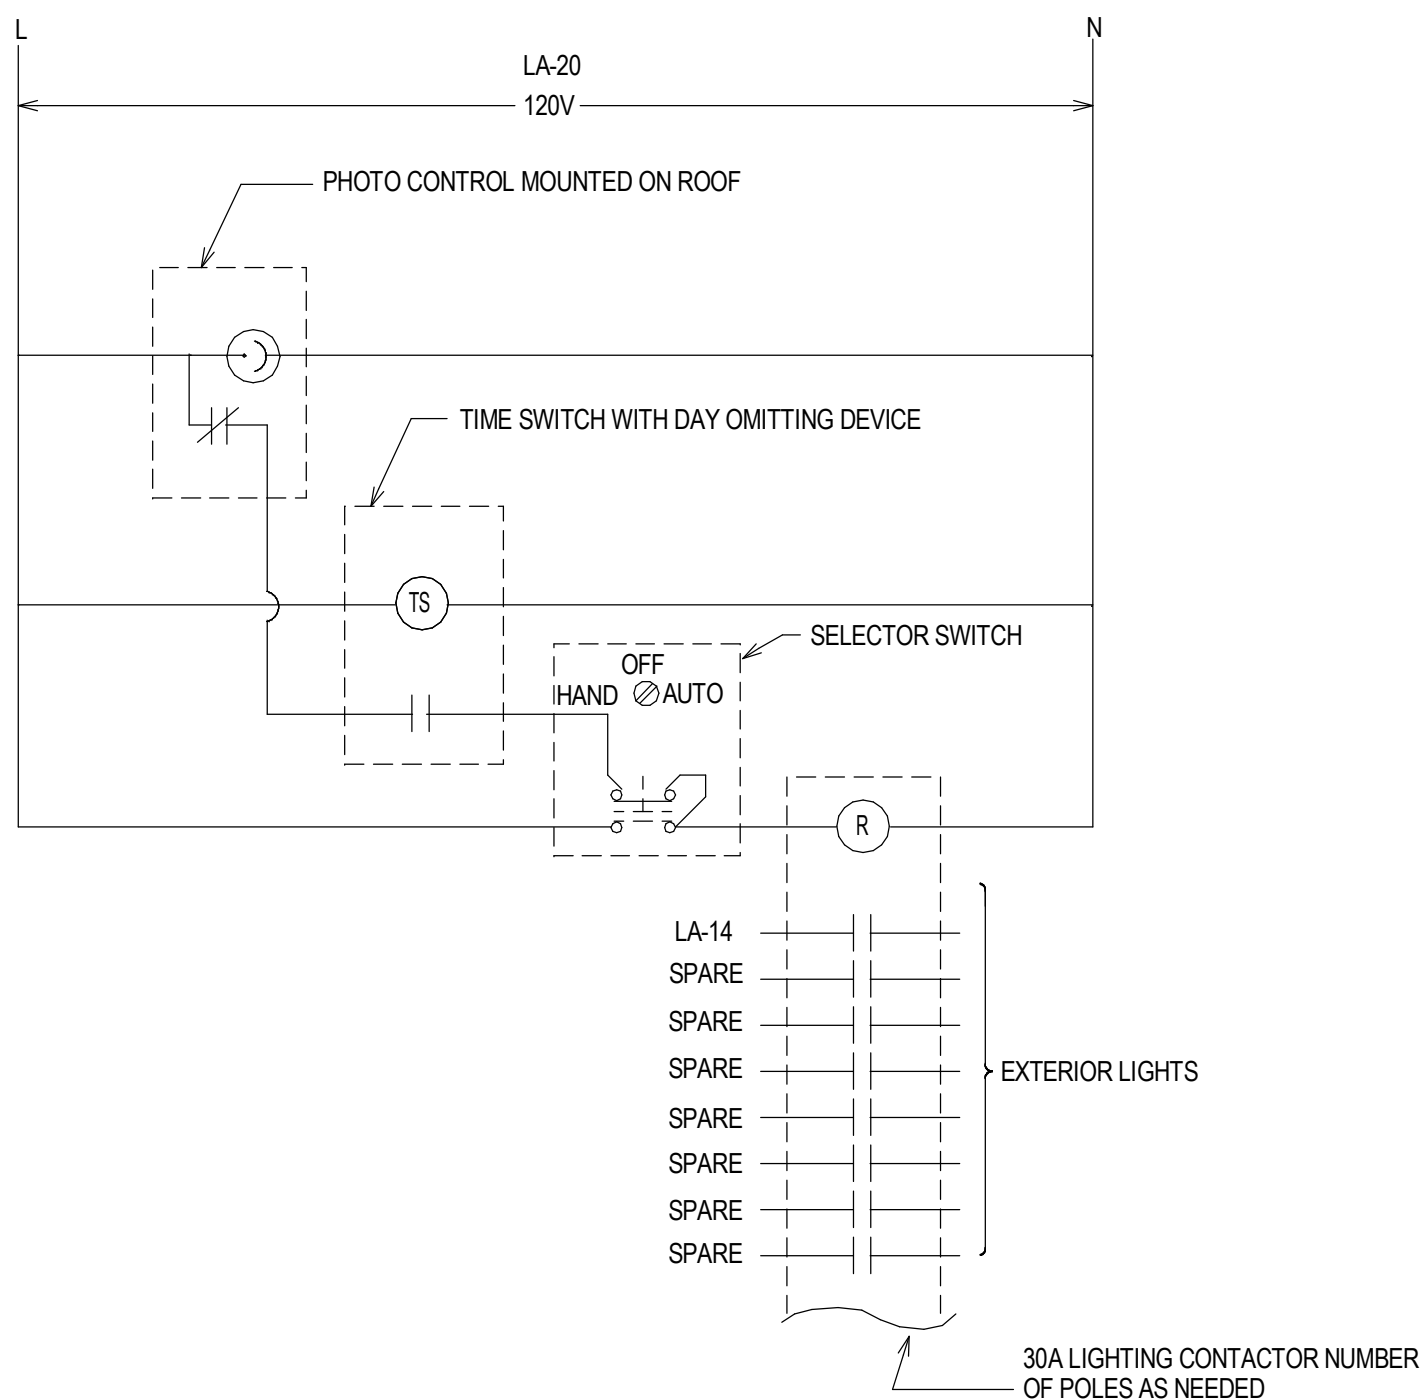 L
N
LA-20
120V
PHOTO CONTROL MOUNTED ON ROOF
TIME SWITCH WITH DAY OMITTING DEVICE
TS
SELECTOR SWITCH
OFF
HAND
AUTO
R
LA-14
SPARE
SPARE
SPARE
SPARE
SPARE
SPARE
SPARE
EXTERIOR LIGHTS
30A LIGHTING CONTACTOR NUMBER
OF POLES AS NEEDED